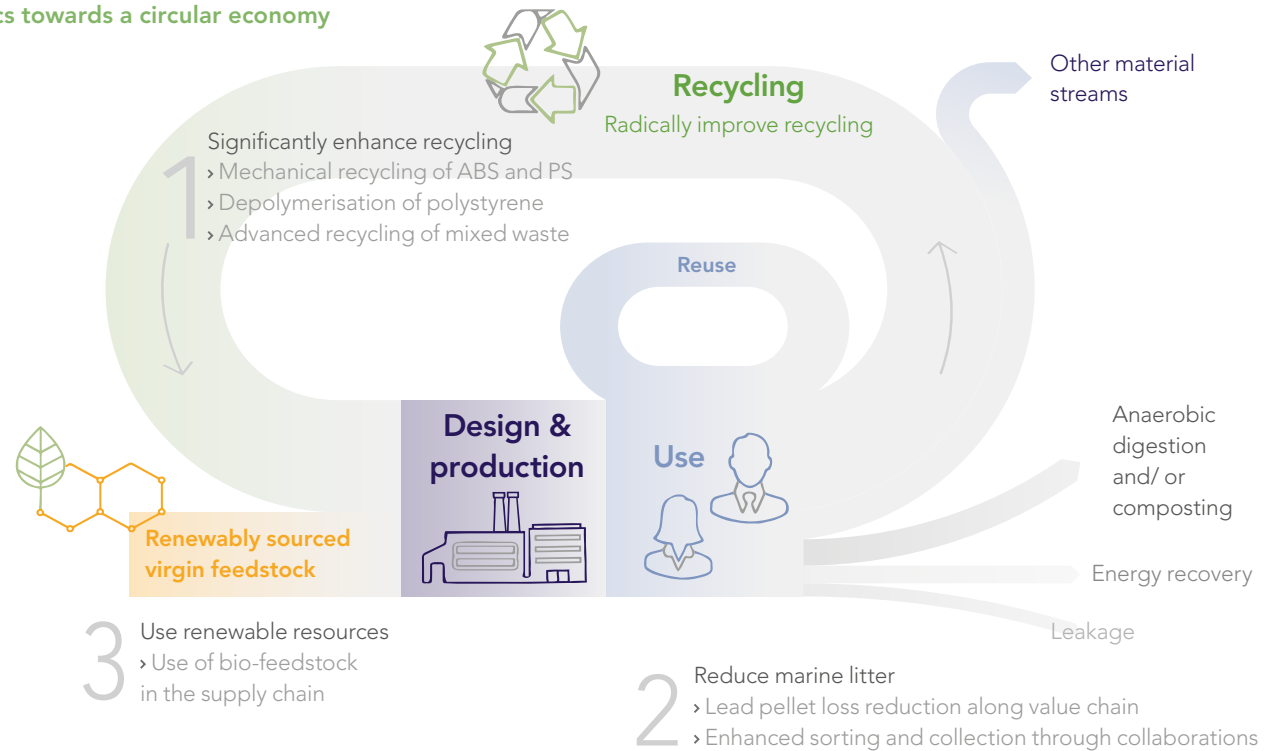 towards a circular economy
Recycling
Radically improve recycling
Other material
streams
1
Significantly enhance recycling
› Mechanical recycling of ABS and PS
› Depolymerisation of polystyrene
› Advanced recycling of mixed waste
Reuse
Design &
production
Use
Anaerobic
digestion
and/ or
composting
Renewably sourced
virgin feedstock
Energy recovery
Leakage
3
Use renewable resources
› Use of bio-feedstock
in the supply chain
2
Reduce marine litter
› Lead pellet loss reduction along value chain
› Enhanced sorting and collection through collaborations